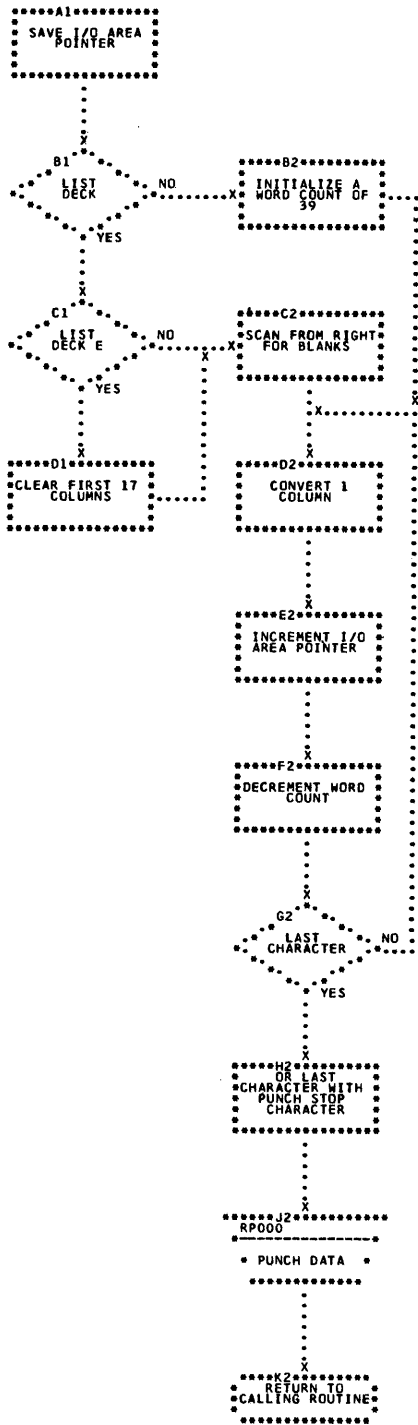 A1
SAVE I/O AREA
POINTER
B1
LIST
DECK
NO
YES
B2
INITIALIZE A
WORD COUNT OF
39
C1
LIST
DECK E
NO
YES
C2
SCAN FROM RIGHT
FOR BLANKS
D1
CLEAR FIRST 17
COLUMNS
D2
CONVERT 1
COLUMN
E2
INCREMENT I/O
AREA POINTER
F2
DECREMENT WORD
COUNT
G2
LAST
CHARACTER
NO
YES
H2
OR LAST
CHARACTER WITH
PUNCH STOP
CHARACTER
J2
RP000
PUNCH DATA
K2
RETURN TO
CALLING ROUTINE